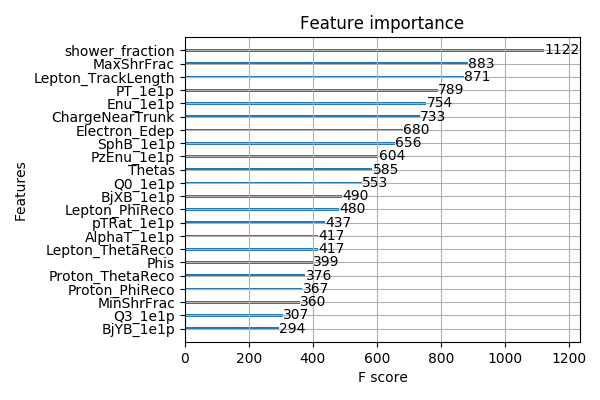 Feature importance
Features
shower_fraction 1122
MaxShrFrac 883
Lepton_TrackLength 871
PT_1e1p 789
Enu_1e1p 754
ChargeNearTrunk 733
Electron_Edep 680
SphB_1e1p 656
PzEnu_1e1p 604
Thetas 585
Q0_1e1p 553
BjXB_1e1p 490
Lepton_PhiReco 480
pTRat_1e1p 437
AlphaT_1e1p 417
Lepton_ThetaReco 417
Phis 399
Proton_ThetaReco 376
Proton_PhiReco 367
MinShrFrac 360
Q3_1e1p 307
BjYB_1e1p 294
0 200 400 600 800 1000 1200
F score